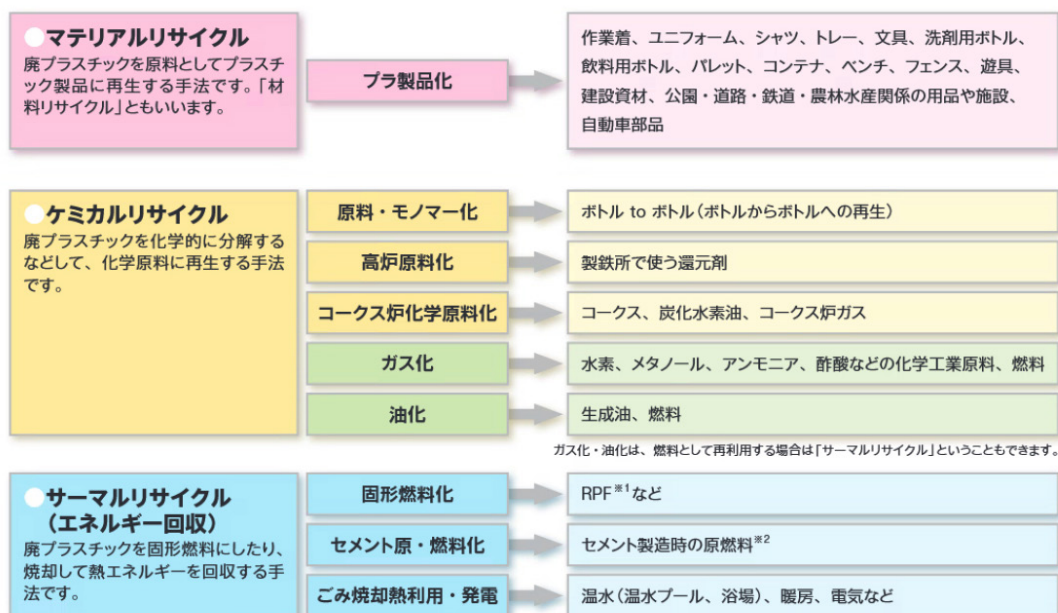 ●マテリアルリサイクル
廃プラスチックを原料としてプラスチ
ック製品に再生する手法です。「材
料リサイクル」ともいいます。
プラ製品化
作業着、ユニフォーム、シャツ、トレー、文具、洗剤用ボトル、
飲料用ボトル、パレット、コンテナ、ベンチ、フェンス、遊具、
建設資材、公園・道路・鉄道・農林水産関係の用品や施設、
自動車部品
●ケミカルリサイクル
廃プラスチックを化学的に分解する
などして、化学原料に再生する手法
です。
原料・モノマー化
ボトル to ボトル（ボトルからボトルへの再生）
高炉原料化
製鉄所で使う還元剤
コークス炉化学原料化
コークス、炭化水素油、コークス炉ガス
ガス化
水素、メタノール、アンモニア、酢酸などの化学工業原料、燃料
油化
生成油、燃料
ガス化・油化は、燃料として再利用する場合は「サーマルリサイクル」ということもできます。
●サーマルリサイクル
（エネルギー回収）
廃プラスチックを固形燃料にしたり、
焼却して熱エネルギーを回収する手
法です。
固形燃料化
RPF※1など
セメント原・燃料化
セメント製造時の原燃料※2
ごみ焼却熱利用・発電
温水（温水プール、浴場）、暖房、電気など